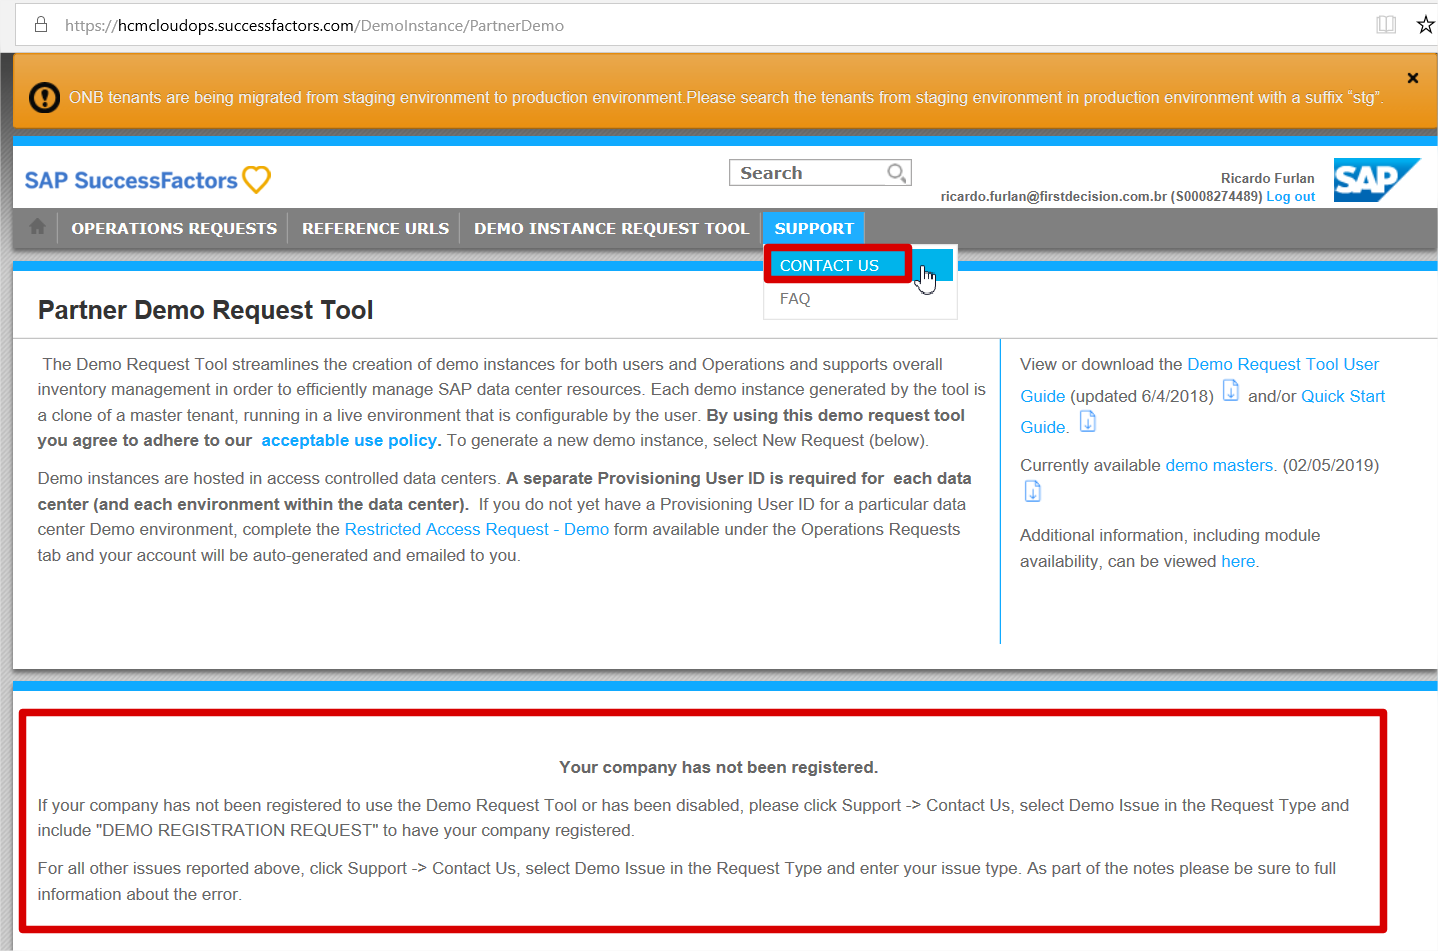 https://hcmcloudops.successfactors.com/DemoInstance/PartnerDemo
ONB tenants are being migrated from staging environment to production environment.Please search the tenants from staging environment in production environment with a suffix "stg".
SAP SuccessFactors
Search
Ricardo Furlan
ricardo.furlan@firstdecision.com.br (S0008274489) Log out
SAP
OPERATIONS REQUESTS
REFERENCE URLS
DEMO INSTANCE REQUEST TOOL
SUPPORT
CONTACT US
FAQ
Partner Demo Request Tool
The Demo Request Tool streamlines the creation of demo instances for both users and Operations and supports overall
inventory management in order to efficiently manage SAP data center resources. Each demo instance generated by the tool is
a clone of a master tenant, running in a live environment that is configurable by the user. By using this demo request tool
you agree to adhere to our acceptable use policy. To generate a new demo instance, select New Request (below).
Demo instances are hosted in access controlled data centers. A separate Provisioning User ID is required for each data
center (and each environment within the data center). If you do not yet have a Provisioning User ID for a particular data
center Demo environment, complete the Restricted Access Request - Demo form available under the Operations Requests
tab and your account will be auto-generated and emailed to you.
View or download the Demo Request Tool User
Guide (updated 6/4/2018) and/or Quick Start
Guide.
Currently available demo masters. (02/05/2019)
Additional information, including module
availability, can be viewed here.
Your company has not been registered.
If your company has not been registered to use the Demo Request Tool or has been disabled, please click Support -> Contact Us, select Demo Issue in the Request Type and
include "DEMO REGISTRATION REQUEST" to have your company registered.
For all other issues reported above, click Support -> Contact Us, select Demo Issue in the Request Type and enter your issue type. As part of the notes please be sure to full
information about the error.